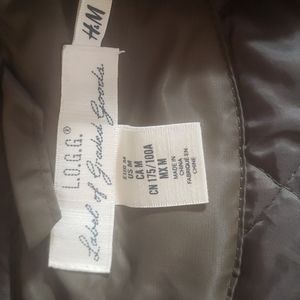 H&M
L.O.G.G.®
Label of Graded Goods.
EUR M
US M
CA M
CN 175/100A
MX M
MADE IN
CHINA
FABRIQUÉ EN
CHINE